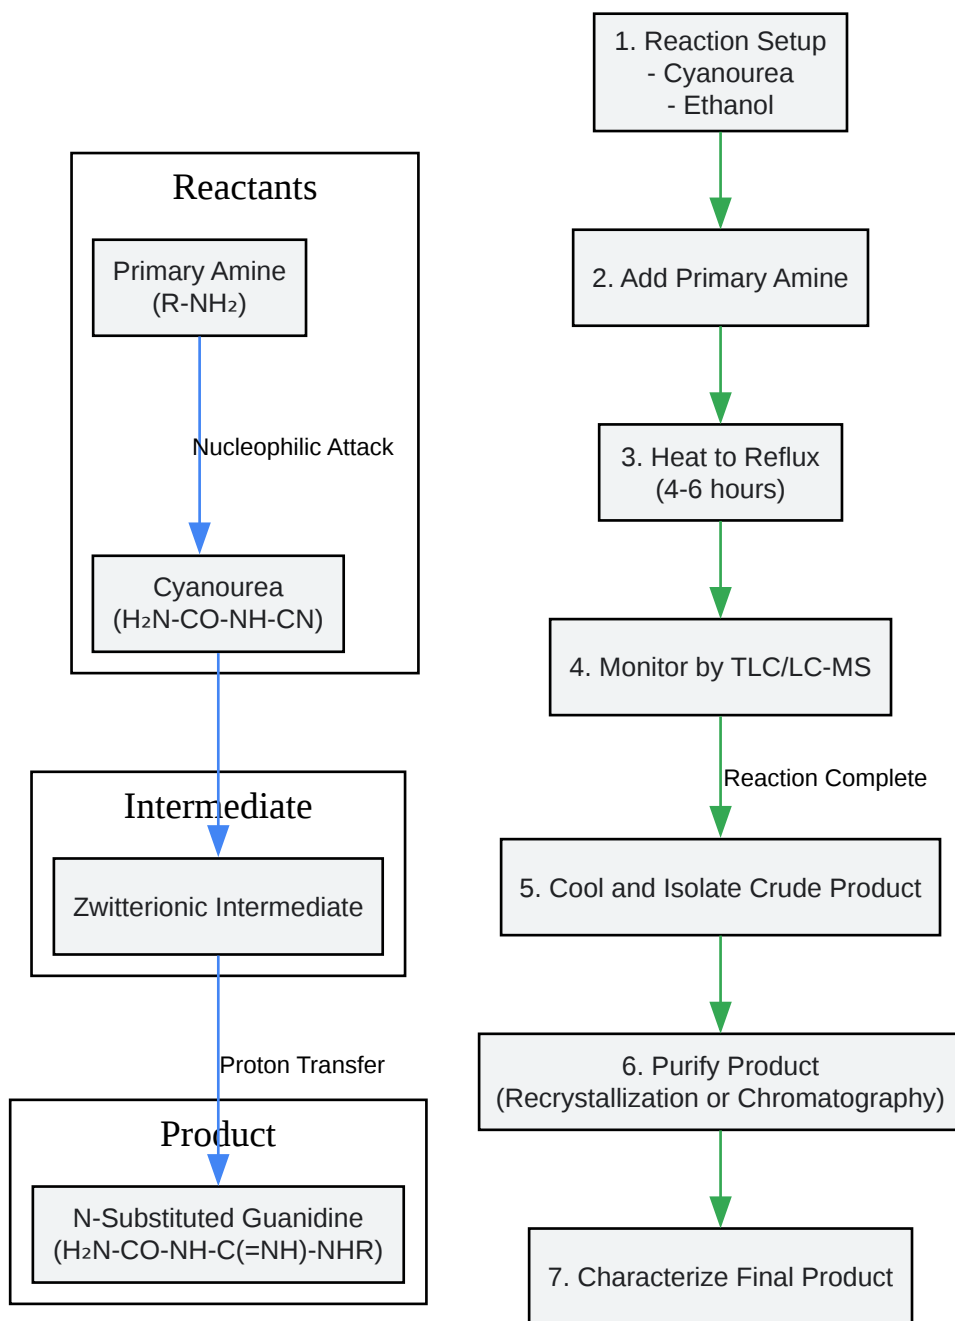 Reactants
Primary Amine
(R-NH₂)
Nucleophilic Attack
Cyanourea
(H₂N-CO-NH-CN)
Intermediate
Zwitterionic Intermediate
Proton Transfer
Product
N-Substituted Guanidine
(H₂N-CO-NH-C(=NH)-NHR)
1. Reaction Setup
- Cyanourea
- Ethanol
2. Add Primary Amine
3. Heat to Reflux
(4-6 hours)
4. Monitor by TLC/LC-MS
Reaction Complete
5. Cool and Isolate Crude Product
6. Purify Product
(Recrystallization or Chromatography)
7. Characterize Final Product